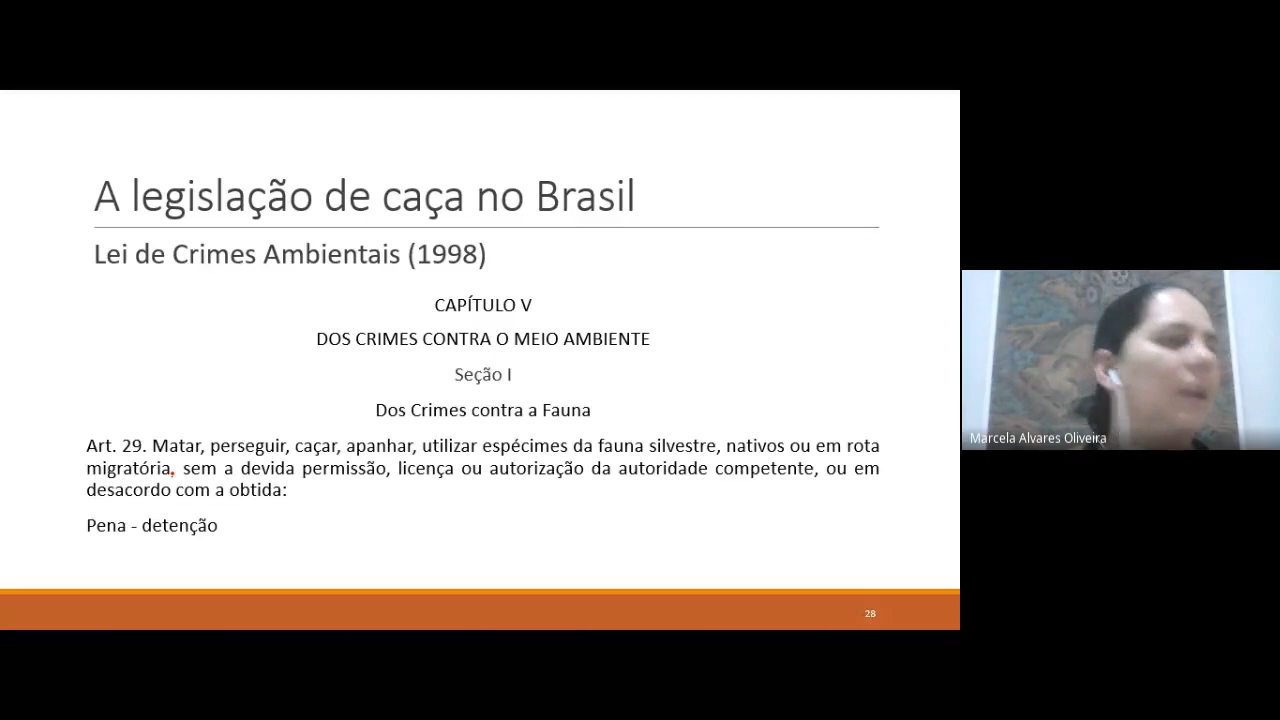 A legislação de caça no Brasil
Lei de Crimes Ambientais (1998)
CAPÍTULO V
DOS CRIMES CONTRA O MEIO AMBIENTE
Seção I
Dos Crimes contra a Fauna
Art. 29. Matar, perseguir, caçar, apanhar, utilizar espécimes da fauna silvestre, nativos ou em rota
migratória, sem a devida permissão, licença ou autorização da autoridade competente, ou em
desacordo com a obtida:
Pena - detenção
28
Marcela Alvares Oliveira